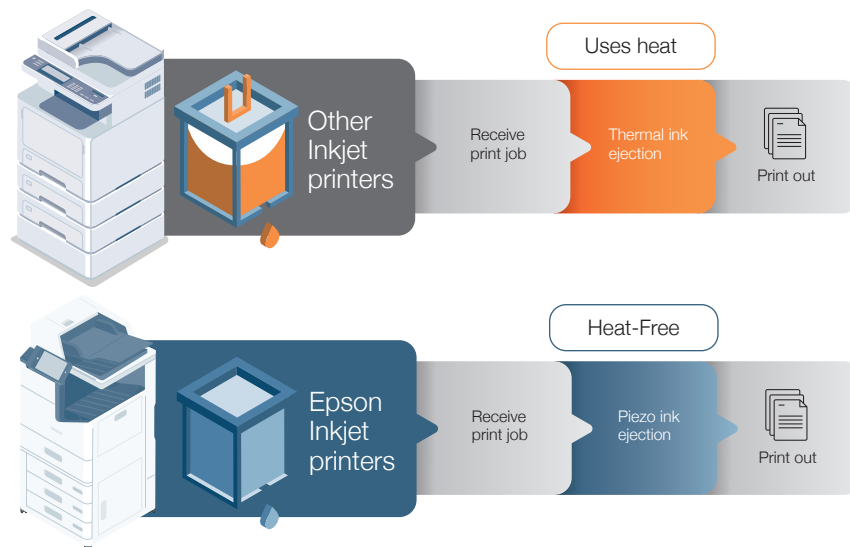 Uses heat
Other
Inkjet
printers
Receive
print job
Thermal ink
ejection
Print out
Heat-Free
Epson
Inkjet
printers
Receive
print job
Piezo ink
ejection
Print out